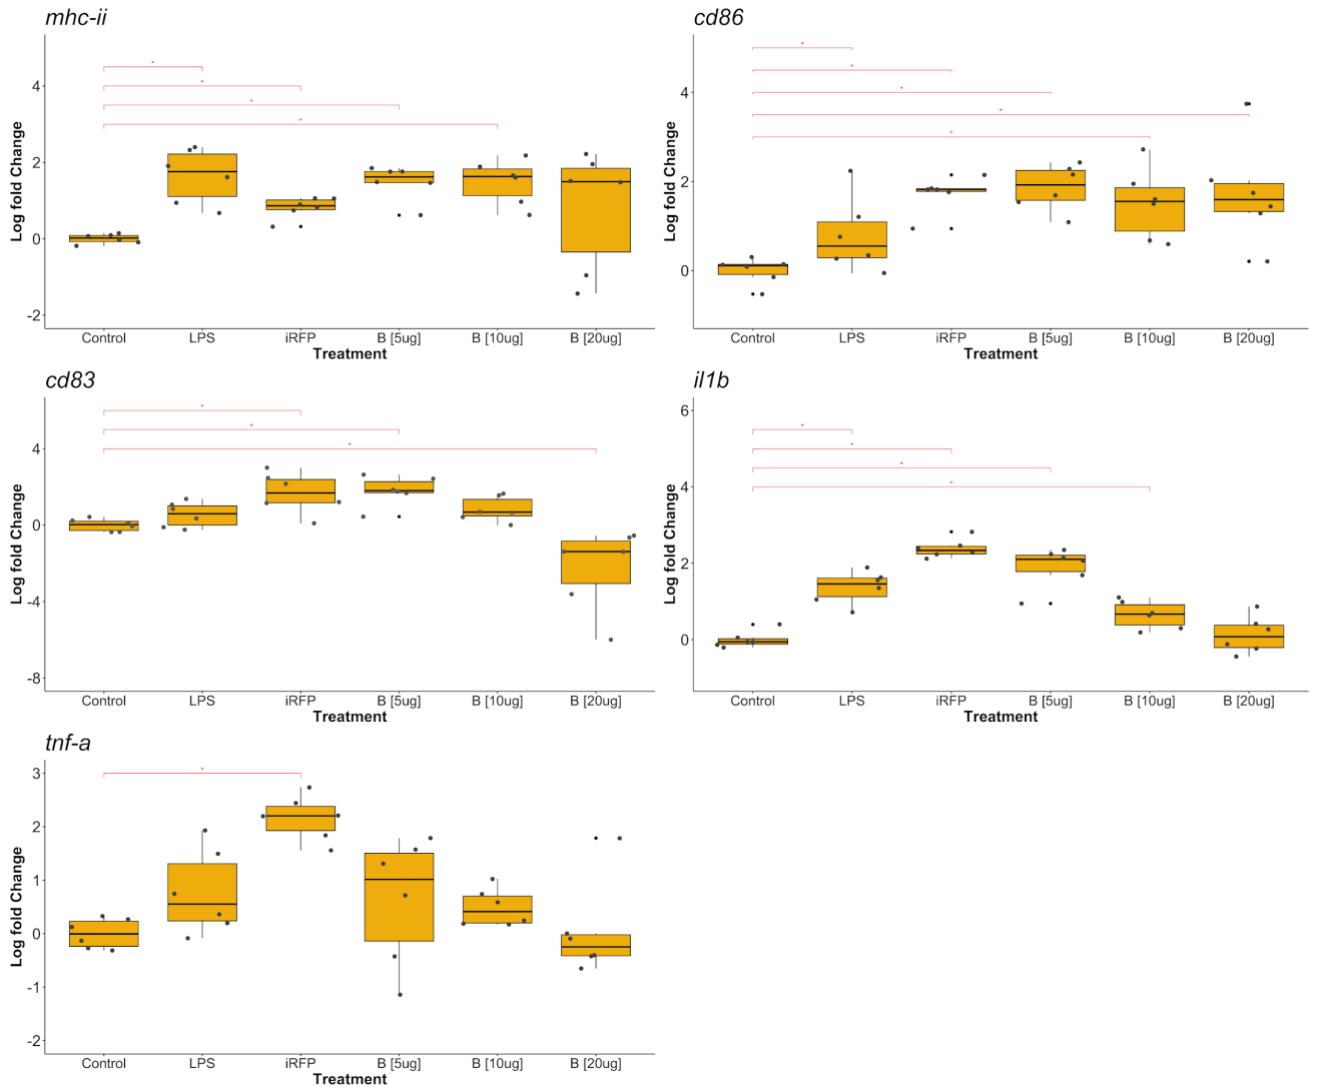 mhc-ii
*
*
*
*
Log fold Change
4
2
0
-2
Control LPS iRFP B [5ug] B [10ug] B [20ug]
Treatment
cd86
*
*
*
*
*
Log fold Change
4
2
0
Control LPS iRFP B [5ug] B [10ug] B [20ug]
Treatment
cd83
*
*
*
Log fold Change
4
0
-4
-8
Control LPS iRFP B [5ug] B [10ug] B [20ug]
Treatment
il1b
*
*
*
*
Log fold Change
6
4
2
0
Control LPS iRFP B [5ug] B [10ug] B [20ug]
Treatment
tnf-a
*
Log fold Change
3
2
1
0
-1
-2
Control LPS iRFP B [5ug] B [10ug] B [20ug]
Treatment